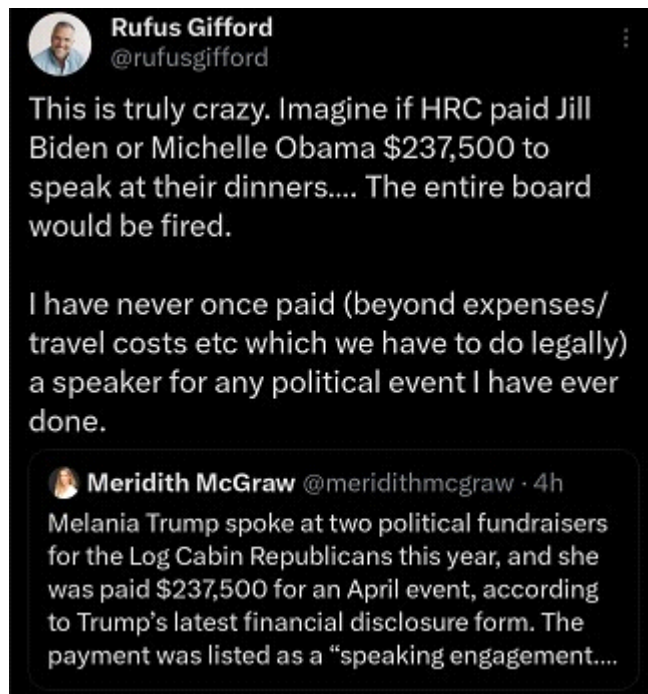 Rufus Gifford
@rufusgifford
This is truly crazy. Imagine if HRC paid Jill
Biden or Michelle Obama $237,500 to
speak at their dinners.... The entire board
would be fired.
I have never once paid (beyond expenses/
travel costs etc which we have to do legally)
a speaker for any political event I have ever
done.
Meridith McGraw @meridithmcgraw · 4h
Melania Trump spoke at two political fundraisers
for the Log Cabin Republicans this year, and she
was paid $237,500 for an April event, according
to Trump’s latest financial disclosure form. The
payment was listed as a “speaking engagement....